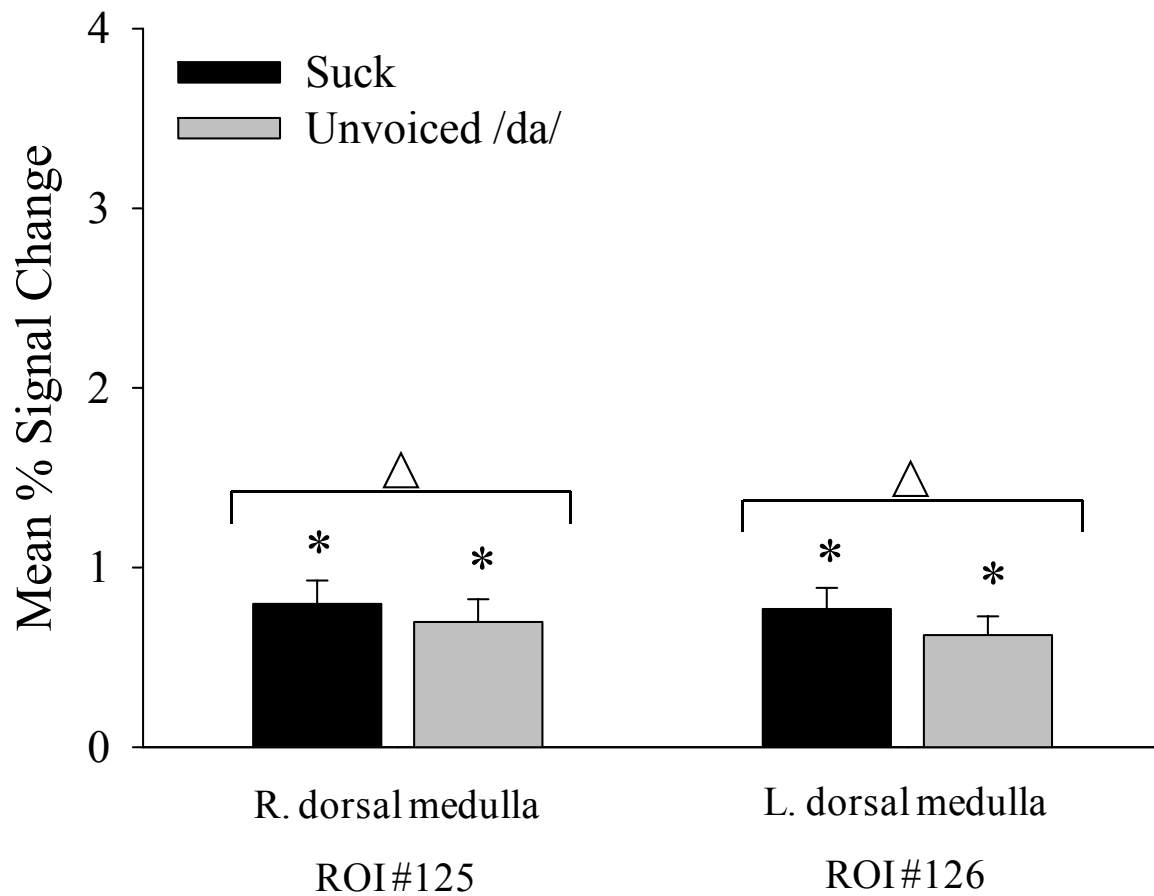 4
3
2
1
0
Mean % Signal Change
Suck
Unvoiced /da/
△
△
*
*
*
*
R. dorsal medulla
ROI #125
L. dorsal medulla
ROI #126